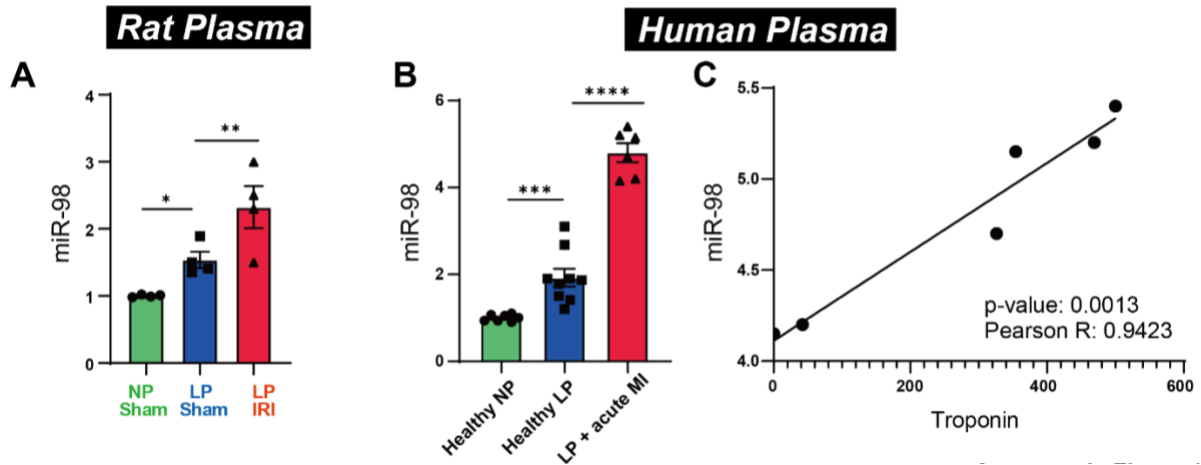 Rat Plasma
Human Plasma
A
miR-98
4
3
2
1
0
*
**
NP
Sham
LP
Sham
LP
IRI
B
miR-98
6
4
2
0
***
****
Healthy NP
Healthy LP
LP + acute MI
C
miR-98
5.5
5.0
4.5
4.0
p-value: 0.0013
Pearson R: 0.9423
0
200
400
600
Troponin